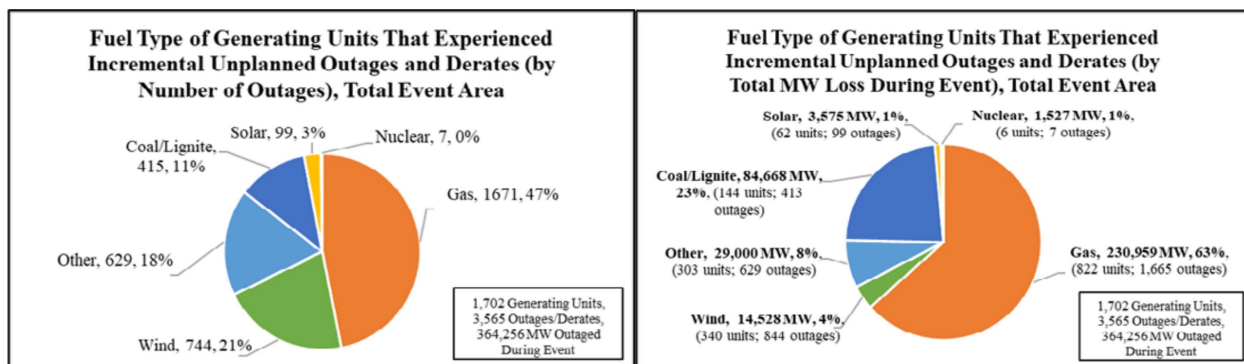 Fuel Type of Generating Units That Experienced
Incremental Unplanned Outages and Derates (by
Number of Outages), Total Event Area
Solar, 99, 3%
Nuclear, 7, 0%
Coal/Lignite,
415, 11%
Gas, 1671, 47%
Other, 629, 18%
Wind, 744, 21%
1,702 Generating Units,
3,565 Outages/Derates,
364,256 MW Outaged
During Event
Fuel Type of Generating Units That Experienced
Incremental Unplanned Outages and Derates (by
Total MW Loss During Event), Total Event Area
Solar, 3,575 MW, 1%,
(62 units; 99 outages)
Nuclear, 1,527 MW, 1%,
(6 units; 7 outages)
Coal/Lignite, 84,668 MW,
23%, (144 units; 413
outages)
Other, 29,000 MW, 8%,
(303 units; 629 outages)
Gas, 230,959 MW, 63%,
(822 units; 1,665 outages)
Wind, 14,528 MW, 4%,
(340 units; 844 outages)
1,702 Generating Units,
3,565 Outages/Derates,
364,256 MW Outaged
During Event